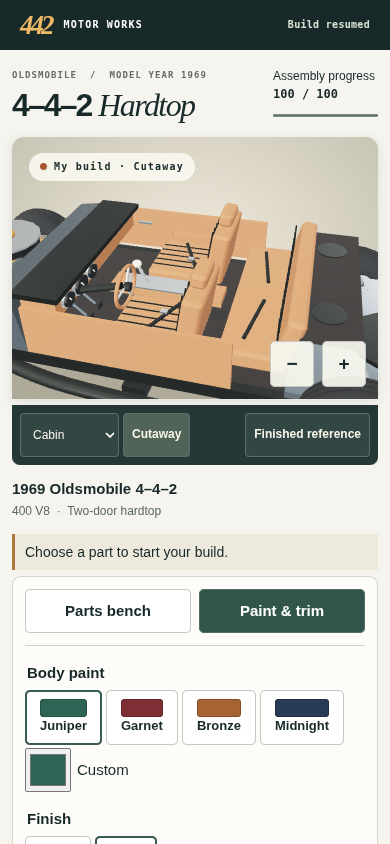 442 MOTOR WORKS
Build resumed
OLDSMOBILE / MODEL YEAR 1969
4–4–2 Hardtop
Assembly progress
100 / 100
My build · Cutaway
− +
Cabin
Cutaway
Finished reference
1969 Oldsmobile 4–4–2
400 V8 · Two-door hardtop
Choose a part to start your build.
Parts bench
Paint & trim
Body paint
Juniper
Garnet
Bronze
Midnight
Custom
Finish